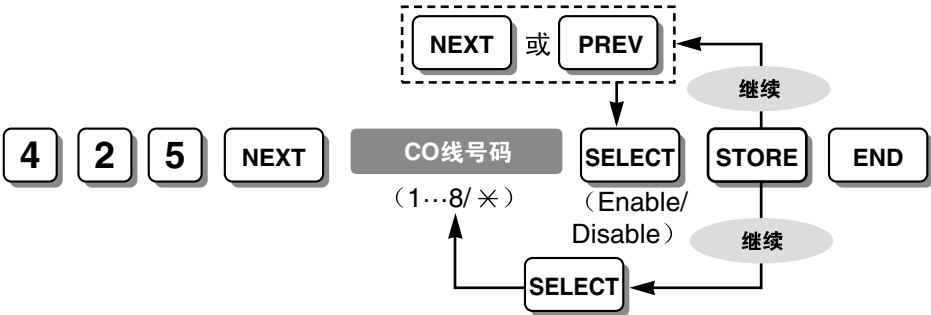 NEXT 或 PREV
继续
4 2 5 NEXT CO线号码 SELECT STORE END
（1…8/＊） （Enable/
Disable）
继续
SELECT